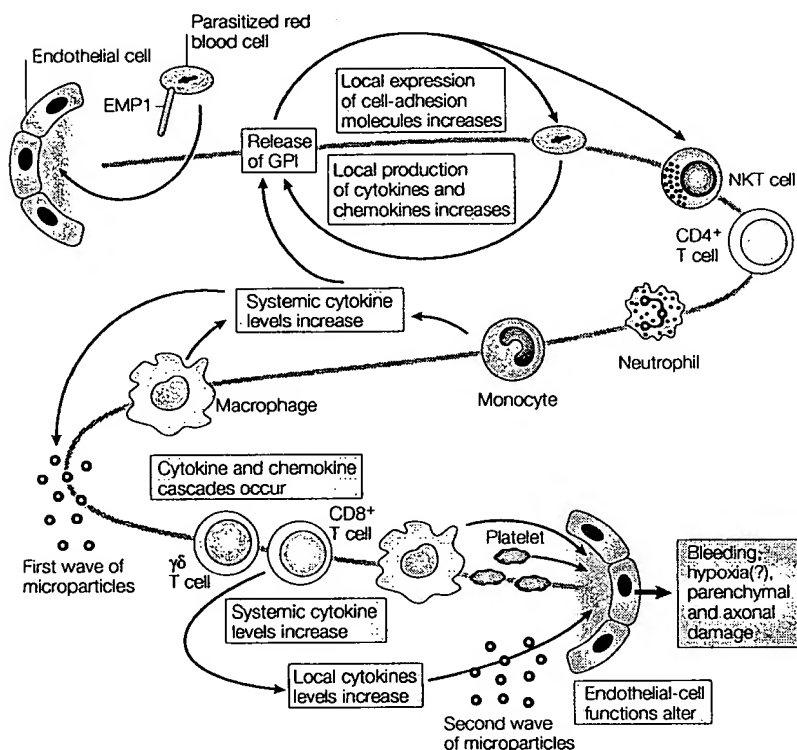 Parasitized red
blood cell
Endothelial cell
EMP1
Local expression
of cell-adhesion
molecules increases
Release
of GPI
Local production
of cytokines and
chemokines increases
NKT cell
CD4+
T cell
Systemic cytokine
levels increase
Neutrophil
Macrophage
Monocyte
Cytokine and chemokine
cascades occur
CD8+
T cell
Platelet
First wave of
microparticles
γδ
T cell
Bleeding,
hypoxia(?),
parenchymal
and axonal
damage
Systemic cytokine
levels increase
Local cytokines
levels increase
Endothelial-cell
functions alter
Second wave
of microparticles